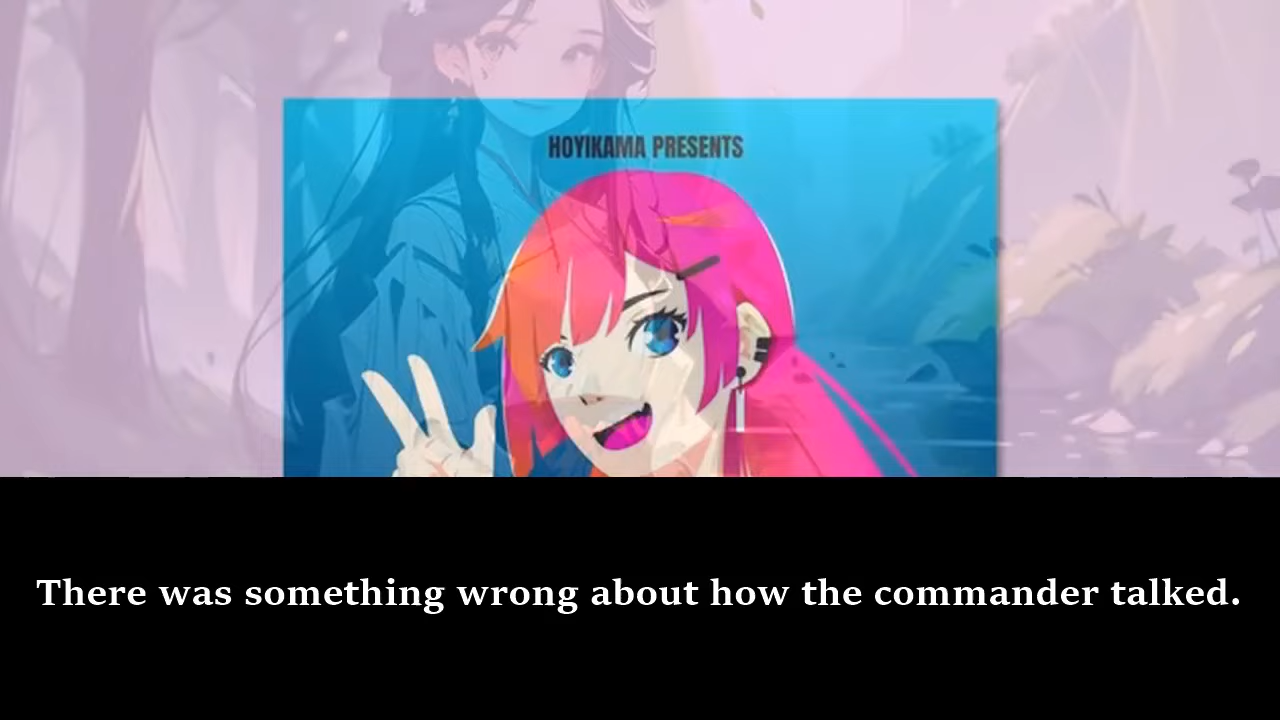 HOYIKAMA PRESENTS
There was something wrong about how the commander talked.